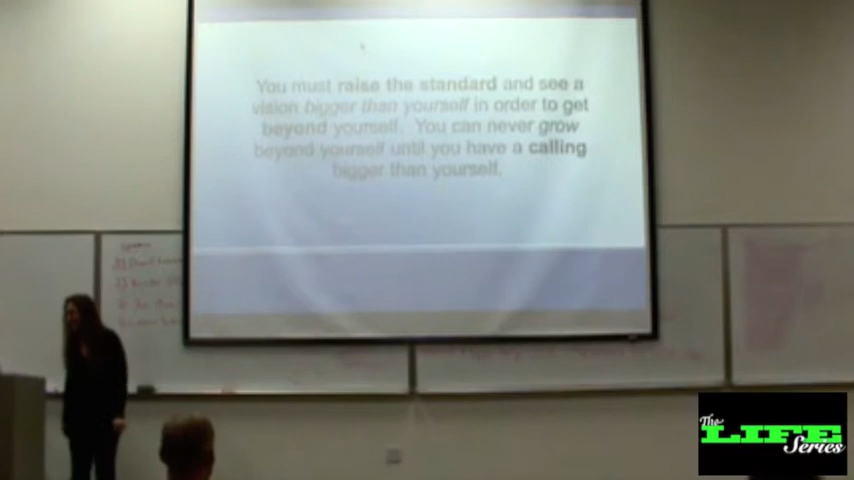 You must raise the standard and see a
vision bigger than yourself in order to get
beyond yourself. You can never grow
beyond yourself until you have a calling
bigger than yourself.
The
LIFE
Series